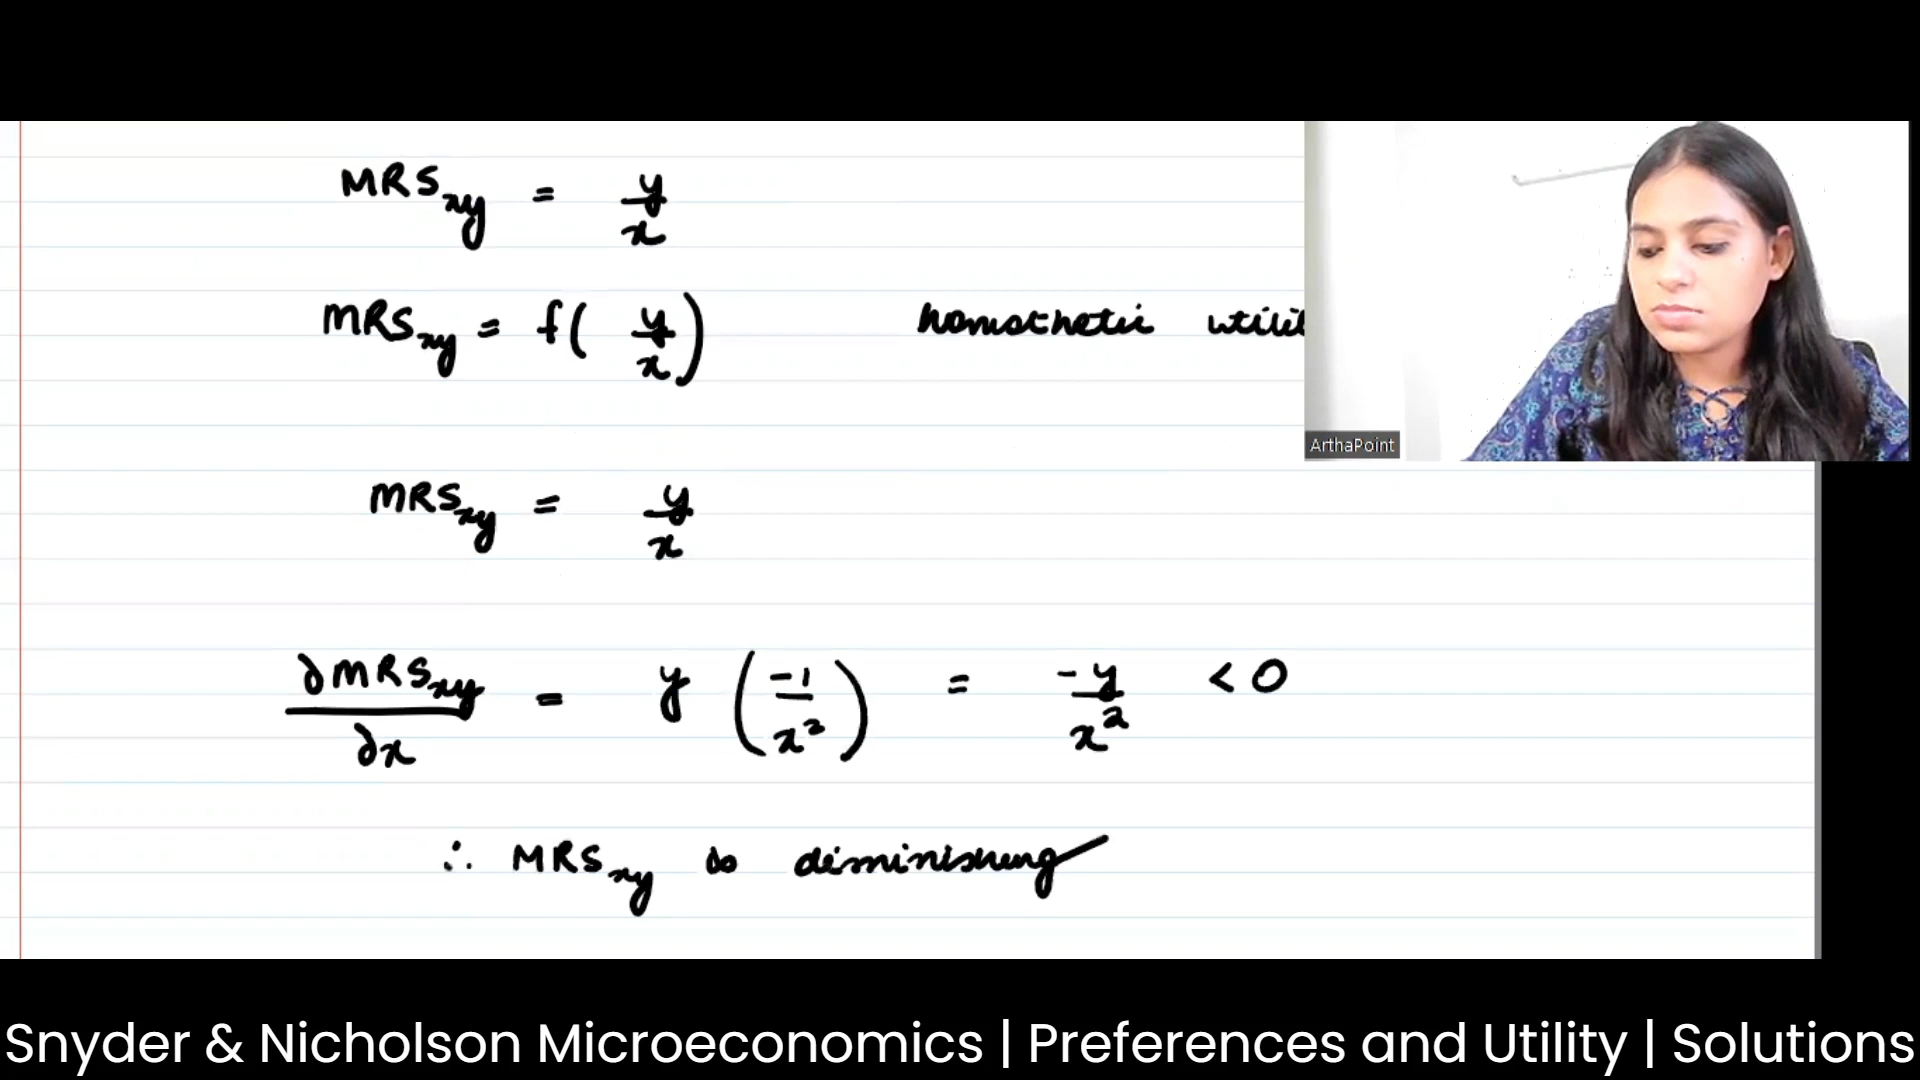 MRSxy = y/x
MRSxy = f(y/x) homothetic utili
ArthaPoint
MRSxy = y/x
∂MRSxy/∂x = y(-1/x²) = -y/x² < 0
∴ MRSxy is diminishing
Snyder & Nicholson Microeconomics | Preferences and Utility | Solutions